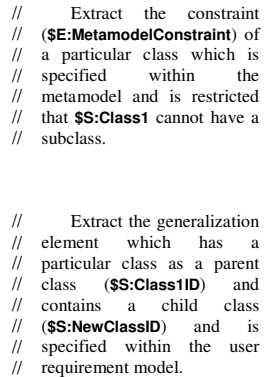 // Extract the constraint
// ($E:MetamodelConstraint) of
// a particular class which is
// specified within the
// metamodel and is restricted
// that $S:Class1 cannot have a
// subclass.
// Extract the generalization
// element which has a
// particular class as a parent
// class ($S:Class1ID) and
// contains a child class
// ($S:NewClassID) and is
// specified within the user
// requirement model.